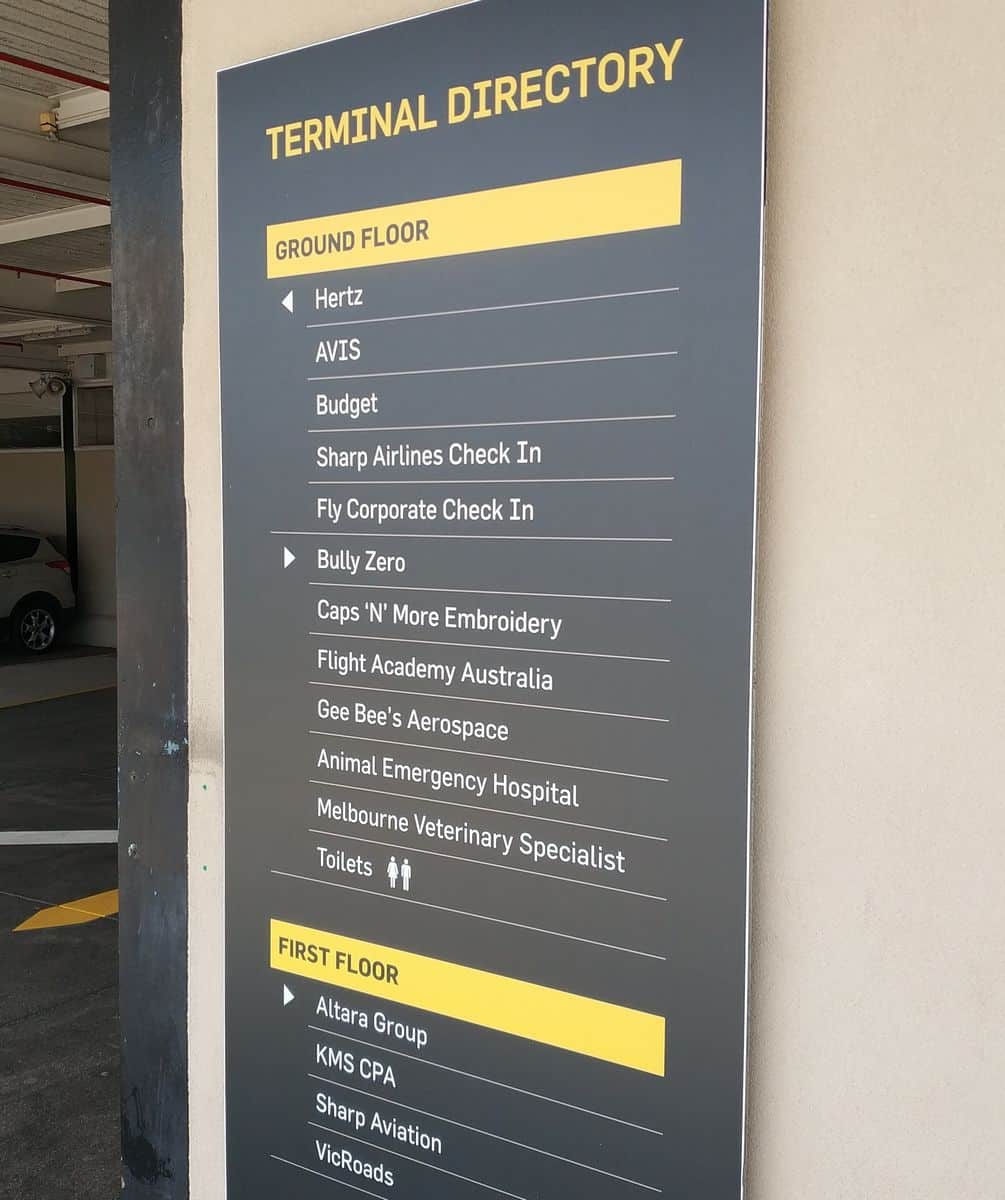 TERMINAL DIRECTORY
GROUND FLOOR
Hertz
AVIS
Budget
Sharp Airlines Check In
Fly Corporate Check In
Bully Zero
Caps ‘N’ More Embroidery
Flight Academy Australia
Gee Bee's Aerospace
Animal Emergency Hospital
Melbourne Veterinary Specialist
Toilets
FIRST FLOOR
Altara Group
KMS CPA
Sharp Aviation
VicRoads